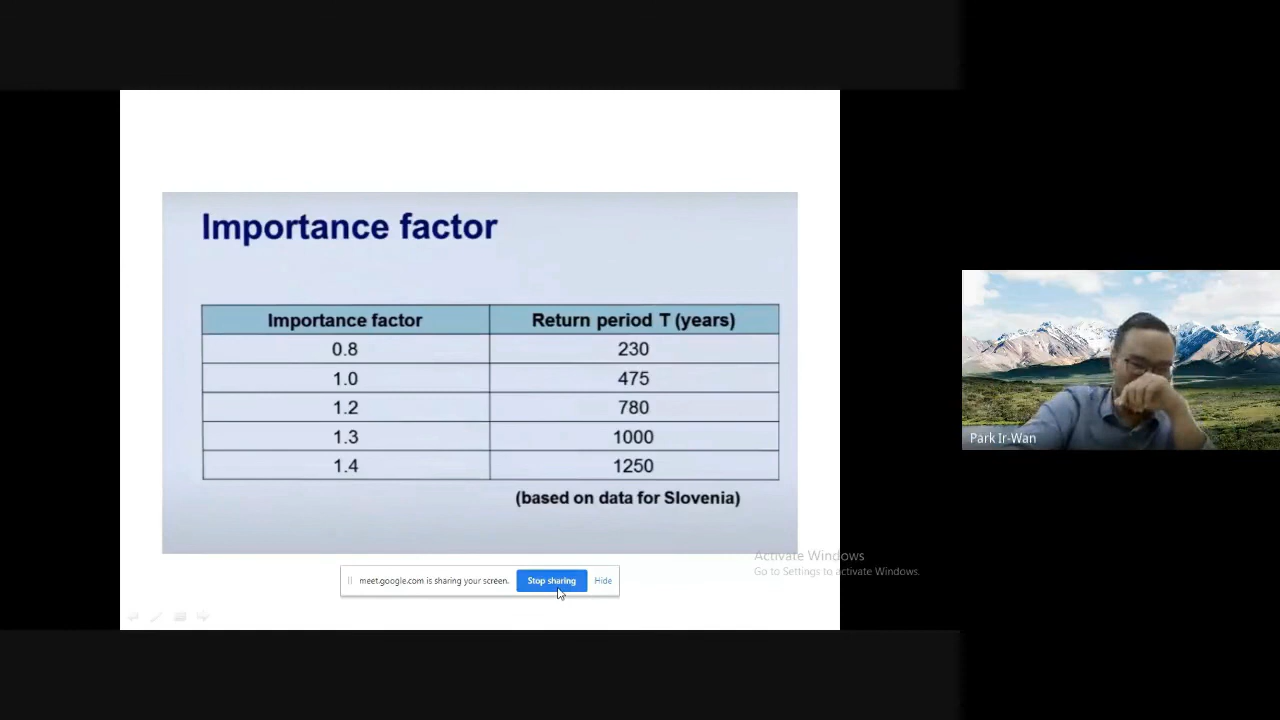 Importance factor
Importance factor Return period T (years)
0.8 230
1.0 475
1.2 780
1.3 1000
1.4 1250
(based on data for Slovenia)
Park Ir-Wan
Activate Windows
Go to Settings to activate Windows.
meet.google.com is sharing your screen. Stop sharing Hide